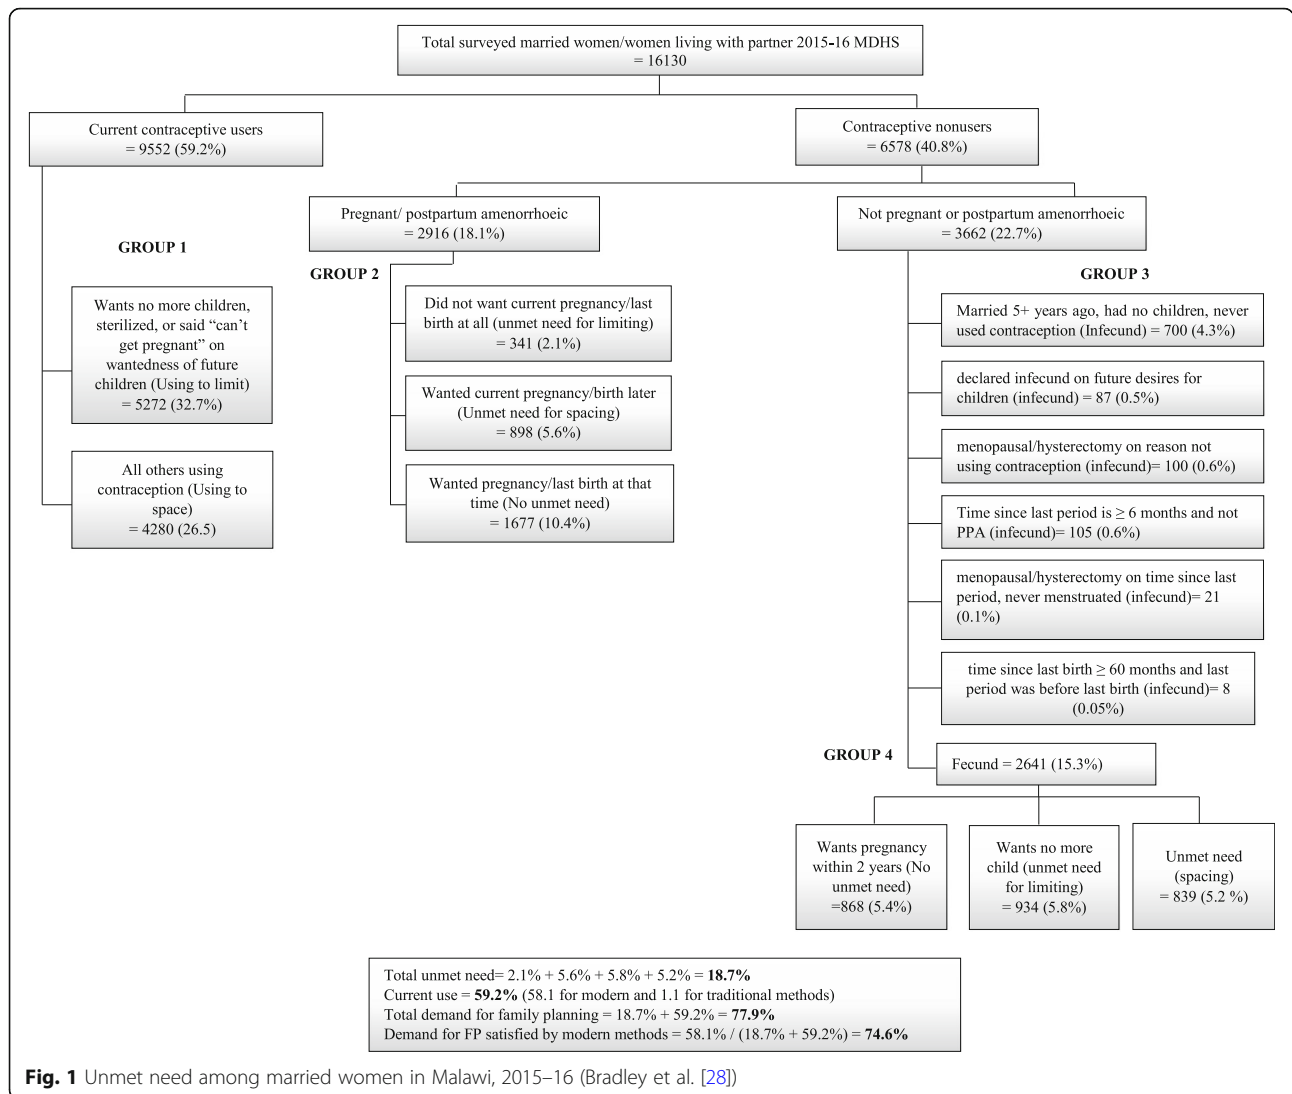 Total surveyed married women/women living with partner 2015-16 MDHS
= 16130
Current contraceptive users
= 9552 (59.2%)
Contraceptive nonusers
= 6578 (40.8%)
Pregnant/ postpartum amenorrhoeic
= 2916 (18.1%)
Not pregnant or postpartum amenorrhoeic
= 3662 (22.7%)
GROUP 1
Wants no more children,
sterilized, or said “can’t
get pregnant” on
wantedness of future
children (Using to limit)
= 5272 (32.7%)
All others using
contraception (Using to
space)
= 4280 (26.5)
GROUP 2
Did not want current pregnancy/last
birth at all (unmet need for limiting)
= 341 (2.1%)
Wanted current pregnancy/birth later
(Unmet need for spacing)
= 898 (5.6%)
Wanted pregnancy/last birth at that
time (No unmet need)
= 1677 (10.4%)
GROUP 3
Married 5+ years ago, had no children, never
used contraception (Infecund) = 700 (4.3%)
declared infecund on future desires for
children (infecund) = 87 (0.5%)
menopausal/hysterectomy on reason not
using contraception (infecund)= 100 (0.6%)
Time since last period is ≥ 6 months and not
PPA (infecund)= 105 (0.6%)
menopausal/hysterectomy on time since last
period, never menstruated (infecund)= 21
(0.1%)
time since last birth ≥ 60 months and last
period was before last birth (infecund)= 8
(0.05%)
GROUP 4
Fecund = 2641 (15.3%)
Wants pregnancy
within 2 years (No
unmet need)
=868 (5.4%)
Wants no more
child (unmet need
for limiting)
= 934 (5.8%)
Unmet need
(spacing)
= 839 (5.2 %)
Total unmet need= 2.1% + 5.6% + 5.8% + 5.2% = 18.7%
Current use = 59.2% (58.1 for modern and 1.1 for traditional methods)
Total demand for family planning = 18.7% + 59.2% = 77.9%
Demand for FP satisfied by modern methods = 58.1% / (18.7% + 59.2%) = 74.6%
Fig. 1 Unmet need among married women in Malawi, 2015–16 (Bradley et al. [28])